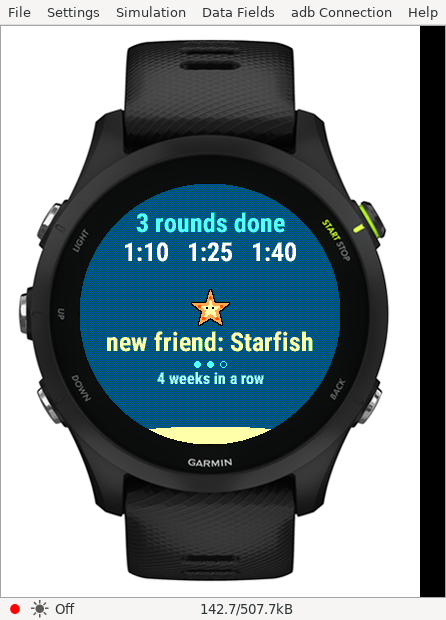 File Settings Simulation Data Fields adb Connection Help
3 rounds done
1:10 1:25 1:40
START STOP
LIGHT
UP
new friend: Starfish
4 weeks in a row
DOWN
BACK
GARMIN
Off 142.7/507.7kB